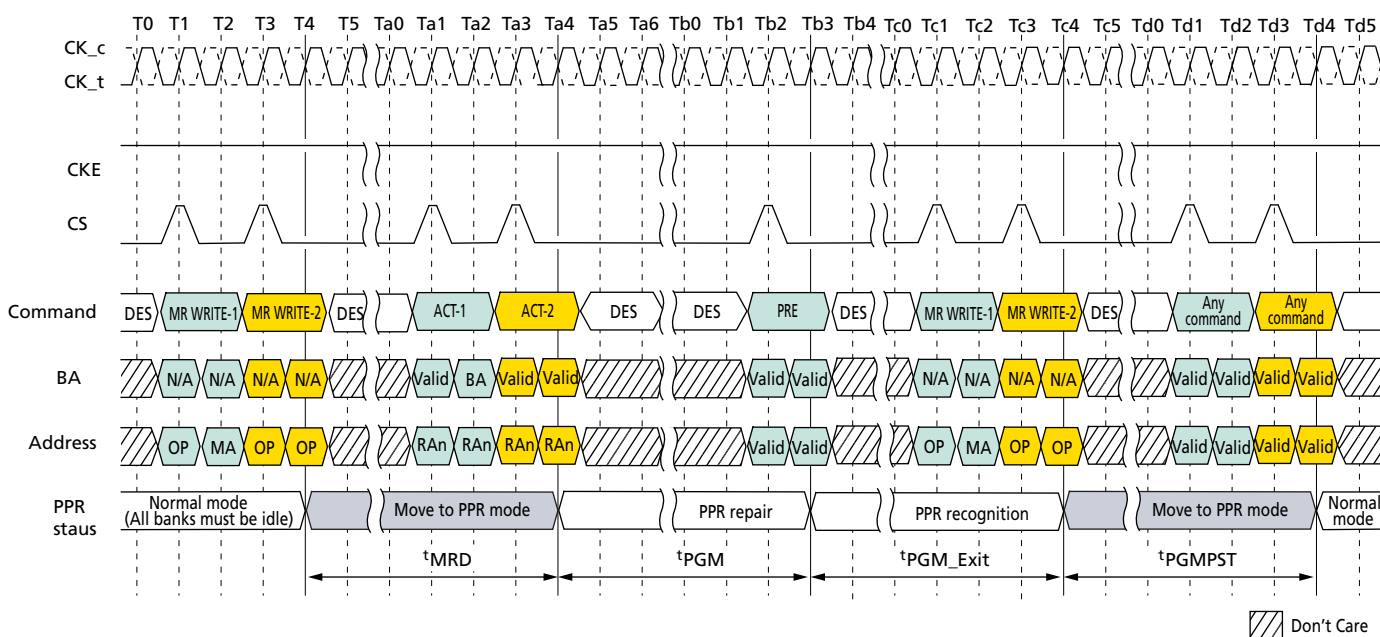 T0 T1 T2 T3 T4 T5 Ta0 Ta1 Ta2 Ta3 Ta4 Ta5 Ta6 Tb0 Tb1 Tb2 Tb3 Tb4 Tc0 Tc1 Tc2 Tc3 Tc4 Tc5 Td0 Td1 Td2 Td3 Td4 Td5
CK_c
CK_t
CKE
CS
Command DES MR WRITE-1 MR WRITE-2 DES ACT-1 ACT-2 DES DES PRE DES MR WRITE-1 MR WRITE-2 DES Any command Any command
BA N/A N/A N/A N/A Valid BA Valid Valid Valid Valid N/A N/A N/A N/A Valid Valid Valid Valid
Address OP MA OP OP RAn RAn RAn RAn Valid Valid OP MA OP OP Valid Valid Valid Valid
PPR
staus
Normal mode
(All banks must be idle)
Move to PPR mode
PPR repair
PPR recognition
Move to PPR mode
Normal
mode
tMRD tPGM tPGM_Exit tPGMPST
Don't Care